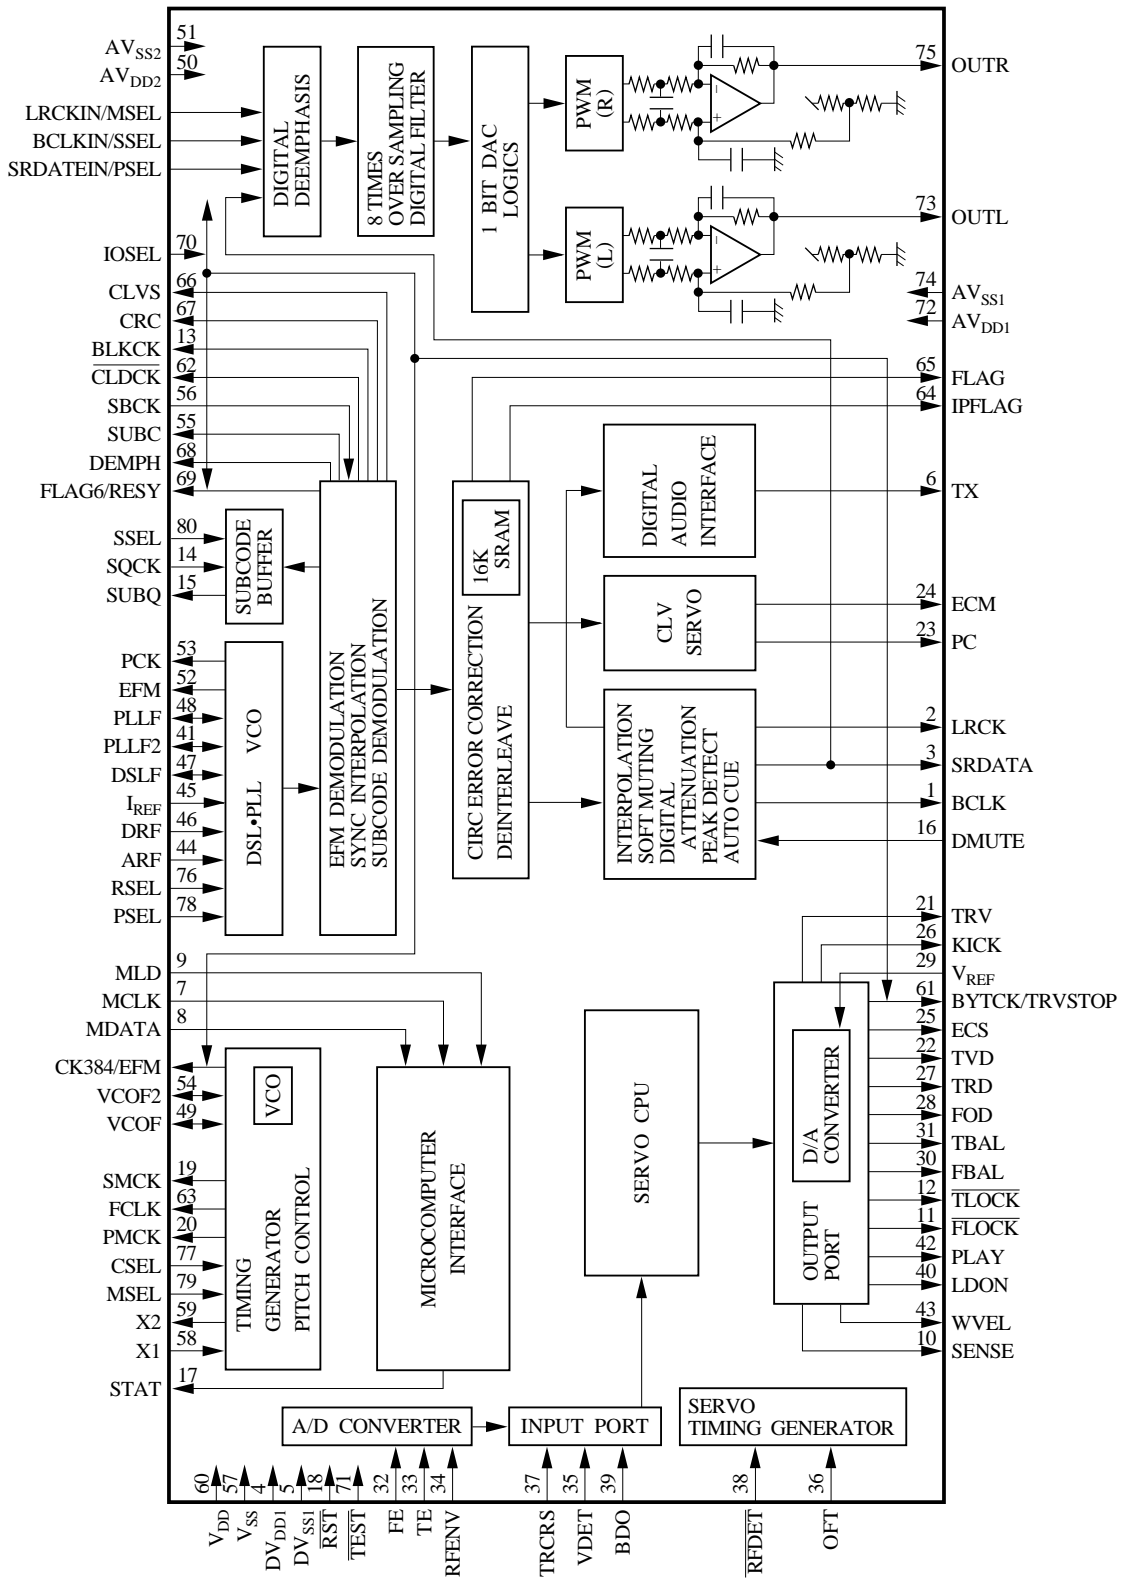 51
AVSS2
50
AVDD2
LRCKIN/MSEL
BCLKIN/SSEL
SRDATEIN/PSEL
70
IOSEL
66
CLVS
67
CRC
13
BLKCK
62
CLDCK
56
SBCK
55
SUBC
68
DEMPH
69
FLAG6/RESY
80
SSEL
14
SQCK
15
SUBQ
53
PCK
52
EFM
48
PLLF
41
PLLF2
47
DSLF
45
IREF
46
DRF
44
ARF
76
RSEL
78
PSEL
9
MLD
7
MCLK
8
MDATA
CK384/EFM
54
VCOF2
49
VCOF
19
SMCK
63
FCLK
20
PMCK
77
CSEL
79
MSEL
59
X2
58
X1
17
STAT
DIGITAL
DEEMPHASIS
8 TIMES
OVER SAMPLING
DIGITAL FILTER
1 BIT DAC
LOGICS
PWM
(R)
PWM
(L)
−
+
−
+
SUBCODE
BUFFER
DSL•PLL VCO
EFM DEMODULATION
SYNC INTERPOLATION
SUBCODE DEMODULATION
16K
SRAM
CIRC ERROR CORRECTION
DEINTERLEAVE
DIGITAL
AUDIO
INTERFACE
CLV
SERVO
INTERPOLATION
SOFT MUTING
DIGITAL
ATTENUATION
PEAK DETECT
AUTO CUE
VCO
TIMING
GENERATOR
PITCH CONTROL
MICROCOMPUTER
INTERFACE
SERVO CPU
D/A
CONVERTER
OUTPUT
PORT
A/D CONVERTER
INPUT PORT
SERVO
TIMING GENERATOR
75
OUTR
73
OUTL
74
AVSS1
72
AVDD1
65
FLAG
64
IPFLAG
6
TX
24
ECM
23
PC
2
LRCK
3
SRDATA
1
BCLK
16
DMUTE
21
TRV
26
KICK
29
VREF
61
BYTCK/TRVSTOP
25
ECS
22
TVD
27
TRD
28
FOD
31
TBAL
30
FBAL
12
TLOCK
11
FLOCK
42
PLAY
40
LDON
43
WVEL
10
SENSE
60
VDD
57
VSS
4
DVDD1
5
DVSS1
18
RST
71
TEST
32
FE
33
TE
34
RFENV
37
TRCRS
35
VDET
39
BDO
38
RFDET
36
OFT